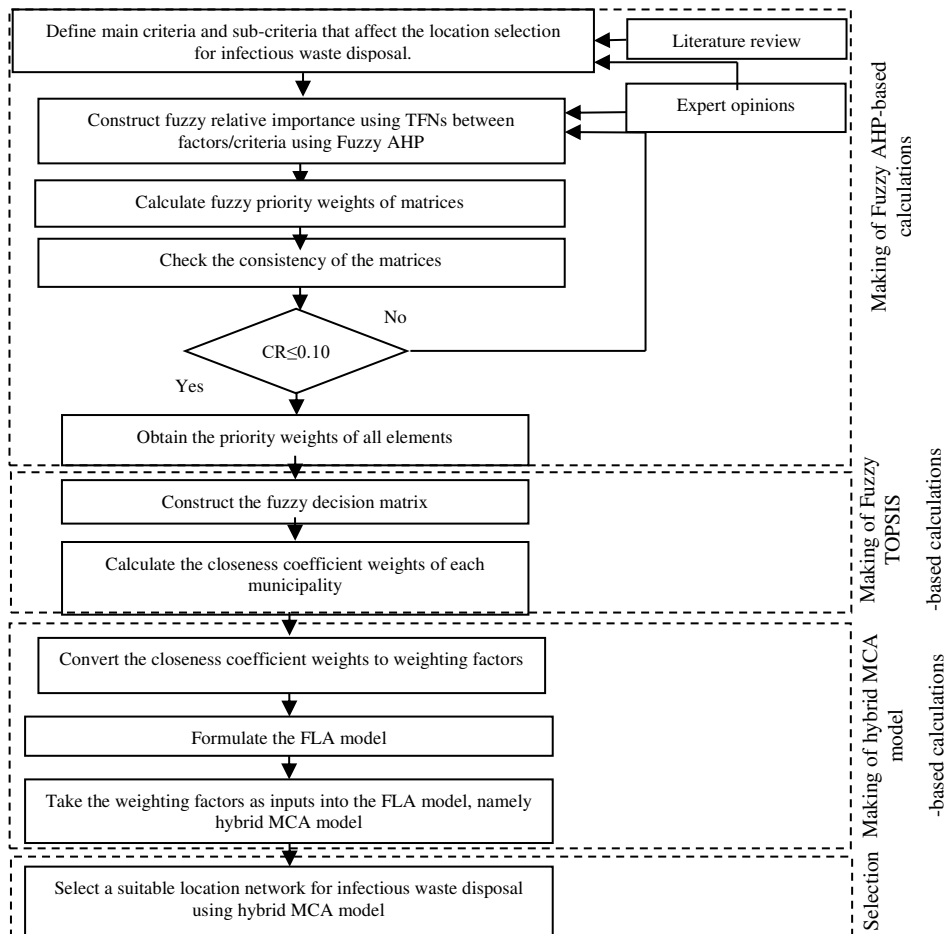 Define main criteria and sub-criteria that affect the location selection
for infectious waste disposal.
Literature review
Expert opinions
Construct fuzzy relative importance using TFNs between
factors/criteria using Fuzzy AHP
Calculate fuzzy priority weights of matrices
Check the consistency of the matrices
No
CR≤0.10
Yes
Obtain the priority weights of all elements
Making of Fuzzy AHP-based
calculations
Construct the fuzzy decision matrix
Calculate the closeness coefficient weights of each
municipality
Making of Fuzzy
TOPSIS
-based calculations
Convert the closeness coefficient weights to weighting factors
Formulate the FLA model
Take the weighting factors as inputs into the FLA model, namely
hybrid MCA model
Making of hybrid MCA
model
-based calculations
Select a suitable location network for infectious waste disposal
using hybrid MCA model
Selection